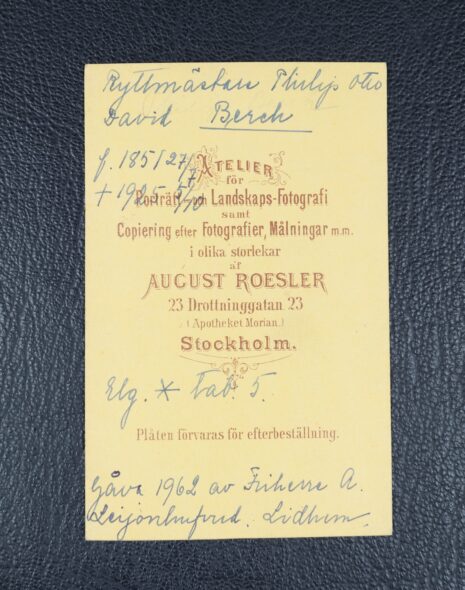 Ryttmästare Philip Otto
David Berch
f. 1851 27/7
† 1925 5/10
ATELIER
för
Porträtt- och Landskaps-Fotografi
samt
Copiering efter Fotografier, Målningar m.m.
i olika storlekar
af
AUGUST ROESLER
23 Drottninggatan 23
(Apotheket Morian.)
Stockholm.
Elg. * tab. 5.
Plåten förvaras för efterbeställning.
Gåva 1962 av Friherre A.
Leijonhufvud. Lidhem.